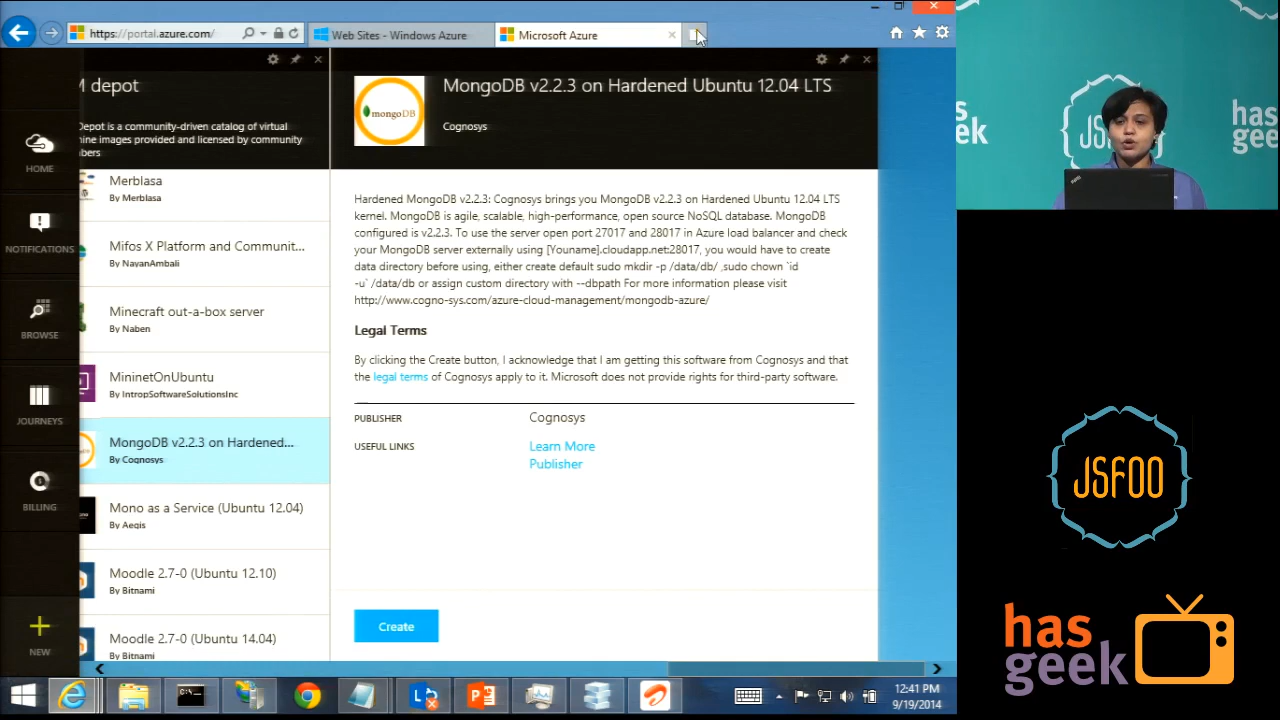 https://portal.azure.com/
Web Sites - Windows Azure
Microsoft Azure
depot
Depot is a community-driven catalog of virtual
ine images provided and licensed by community
bers
Merblasa
By Merblasa
Mifos X Platform and Communit...
By NayanAmbali
Minecraft out-a-box server
By Naben
MininetOnUbuntu
By IntropSoftwareSolutionsInc
MongoDB v2.2.3 on Hardened...
By Cognosys
Mono as a Service (Ubuntu 12.04)
By Aegis
Moodle 2.7-0 (Ubuntu 12.10)
By Bitnami
Moodle 2.7-0 (Ubuntu 14.04)
By Bitnami
HOME
NOTIFICATIONS
BROWSE
JOURNEYS
BILLING
NEW
mongoDB
MongoDB v2.2.3 on Hardened Ubuntu 12.04 LTS
Cognosys
Hardened MongoDB v2.2.3: Cognosys brings you MongoDB v2.2.3 on Hardened Ubuntu 12.04 LTS
kernel. MongoDB is agile, scalable, high-performance, open source NoSQL database. MongoDB
configured is v2.2.3. To use the server open port 27017 and 28017 in Azure load balancer and check
your MongoDB server externally using [Youname].cloudapp.net:28017, you would have to create
data directory before using, either create default sudo mkdir -p /data/db/ ,sudo chown `id
-u` /data/db or assign custom directory with --dbpath For more information please visit
http://www.cogno-sys.com/azure-cloud-management/mongodb-azure/
Legal Terms
By clicking the Create button, I acknowledge that I am getting this software from Cognosys and that
the legal terms of Cognosys apply to it. Microsoft does not provide rights for third-party software.
PUBLISHER Cognosys
USEFUL LINKS Learn More
Publisher
Create
12:41 PM
9/19/2014
has
geek
JSFOO
has
geek
JSFOO
has
geek